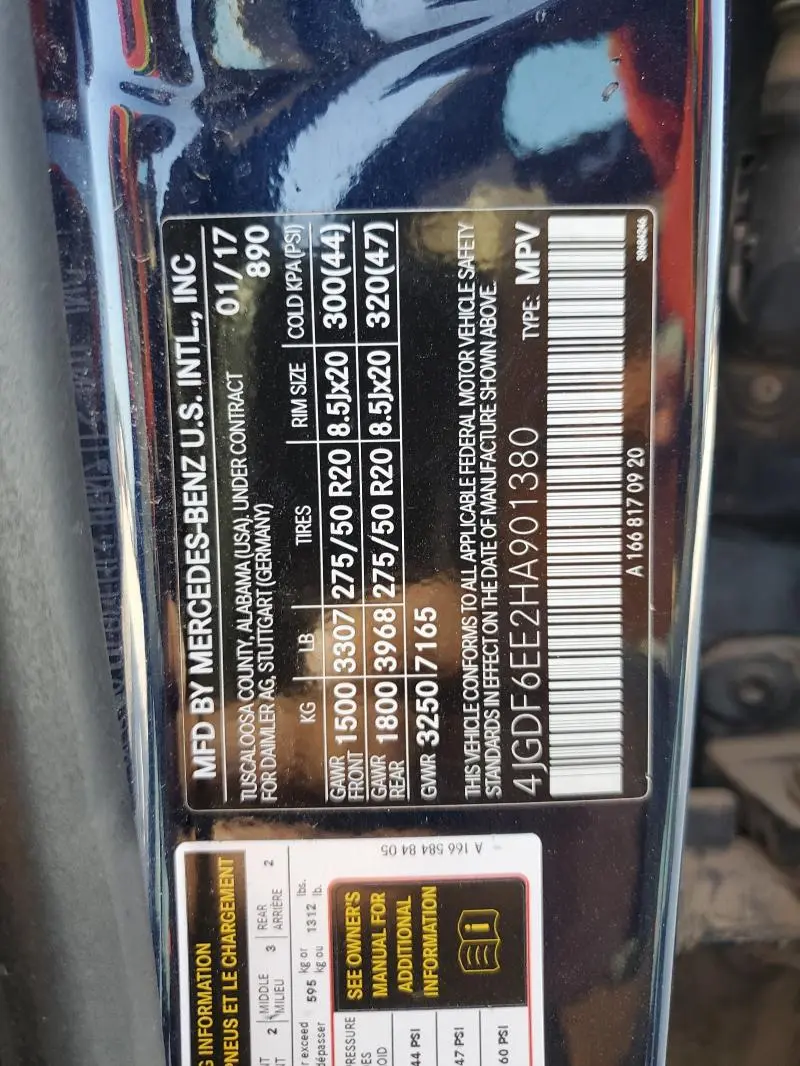 MFD BY MERCEDES-BENZ U.S. INTL., INC
TUSCALOOSA COUNTY, ALABAMA (USA), UNDER CONTRACT 01/17
FOR DAIMLER AG, STUTTGART (GERMANY) 890
KG LB TIRES RIM SIZE COLD KPA (PSI)
GAWR FRONT 1500 3307 275/50 R20 8.5Jx20 300(44)
GAWR REAR 1800 3968 275/50 R20 8.5Jx20 320(47)
GVWR 3250 7165
THIS VEHICLE CONFORMS TO ALL APPLICABLE FEDERAL MOTOR VEHICLE SAFETY
STANDARDS IN EFFECT ON THE DATE OF MANUFACTURE SHOWN ABOVE.
4JGDF6EE2HA901380 TYPE: MPV
A 166 817 09 20
G INFORMATION
PNEUS ET LE CHARGEMENT
2 MIDDLE 3 REAR 2
MILIEU ARRIÈRE
exceed 595 kg or lbs.
dépasser kg ou 1312 lb.
SEE OWNER'S
MANUAL FOR
ADDITIONAL
INFORMATION
44 PSI
47 PSI
60 PSI
A 166 584 84 05